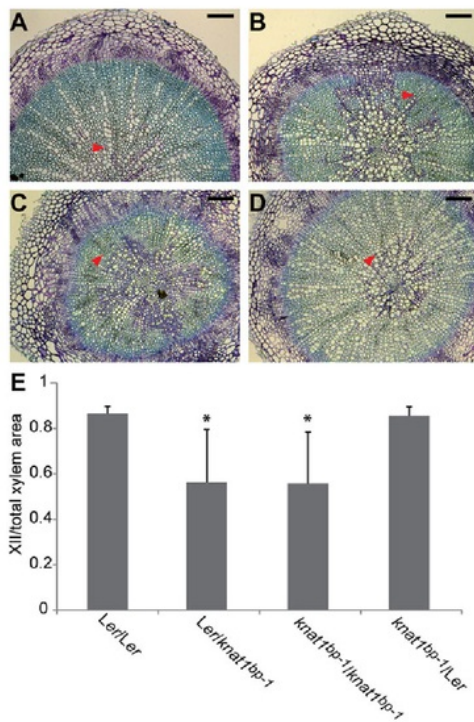 A
B
C
D
E
XII/total xylem area
1
0.8
0.6
0.4
0.2
0
*
*
Ler/Ler
Ler/knat1bp-1
knat1bp-1/knat1bp-1
knat1bp-1/Ler